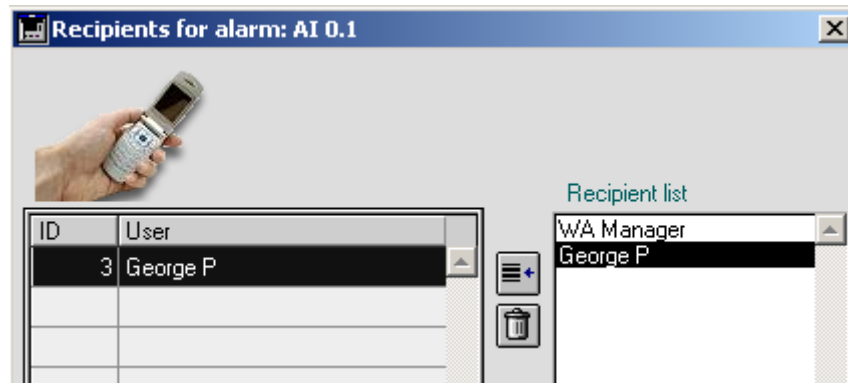 Recipients for alarm: AI 0.1
Recipient list
ID User
3 George P
WA Manager
George P